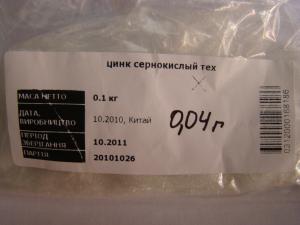 цинк сернокислый тех
МАСА НЕТТО 0.1 кг
ДАТА, ВИРОБНИЦТВО 10.2010, Китай
0,04 г
ПЕРІОД ЗБЕРІГАННЯ 10.2011
ПАРТІЯ 20101026